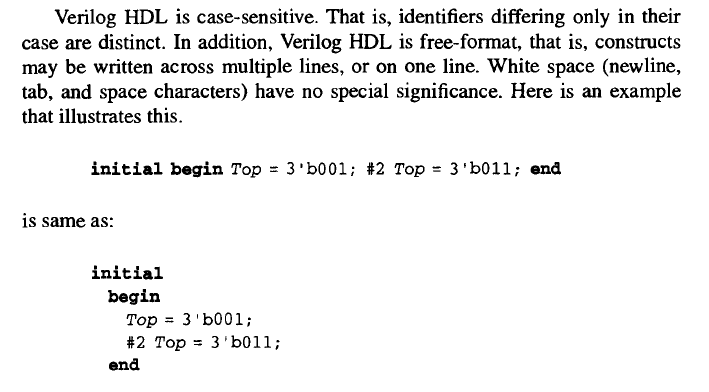 Verilog HDL is case-sensitive. That is, identifiers differing only in their
case are distinct. In addition, Verilog HDL is free-format, that is, constructs
may be written across multiple lines, or on one line. White space (newline,
tab, and space characters) have no special significance. Here is an example
that illustrates this.
initial begin Top = 3'b001; #2 Top = 3'b011; end
is same as:
initial
begin
Top = 3'b001;
#2 Top = 3'b011;
end